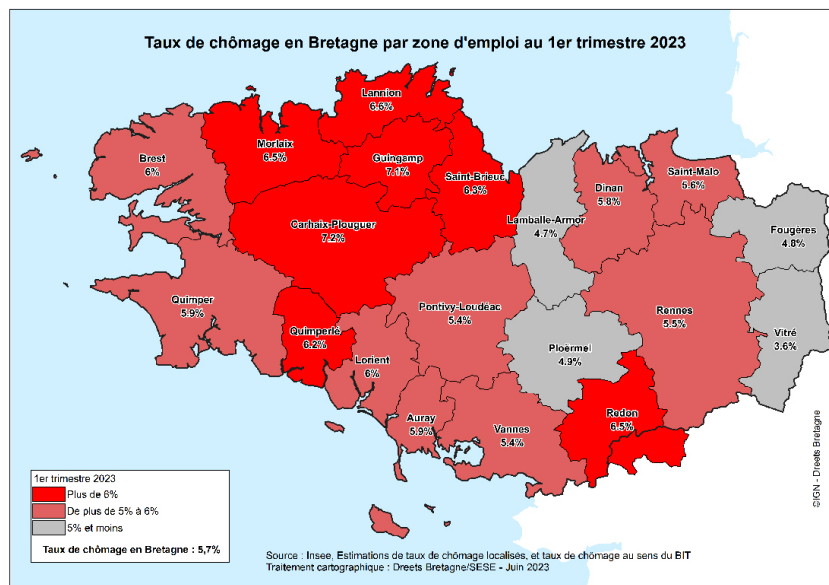 Taux de chômage en Bretagne par zone d'emploi au 1er trimestre 2023
Lannion
6.6%
Morlaix
6.5%
Brest
6%
Guingamp
7.1%
Saint-Brieuc
6.3%
Saint-Malo
5.6%
Dinan
5.8%
Lamballe-Armor
4.7%
Fougères
4.8%
Carhaix-Plouguer
7.2%
Quimper
5.9%
Pontivy-Loudéac
5.4%
Rennes
5.5%
Vitré
3.6%
Quimperlé
6.2%
Ploërmel
4.9%
Lorient
6%
Auray
5.9%
Vannes
5.4%
Redon
6.5%
1er trimestre 2023
Plus de 6%
De plus de 5% à 6%
5% et moins
Taux de chômage en Bretagne : 5,7%
Source : Insee, Estimations de taux de chômage localisés, et taux de chômage au sens du BIT
Traitement cartographique : Dreets Bretagne/SESE - Juin 2023
©IGN - Dreets Bretagne